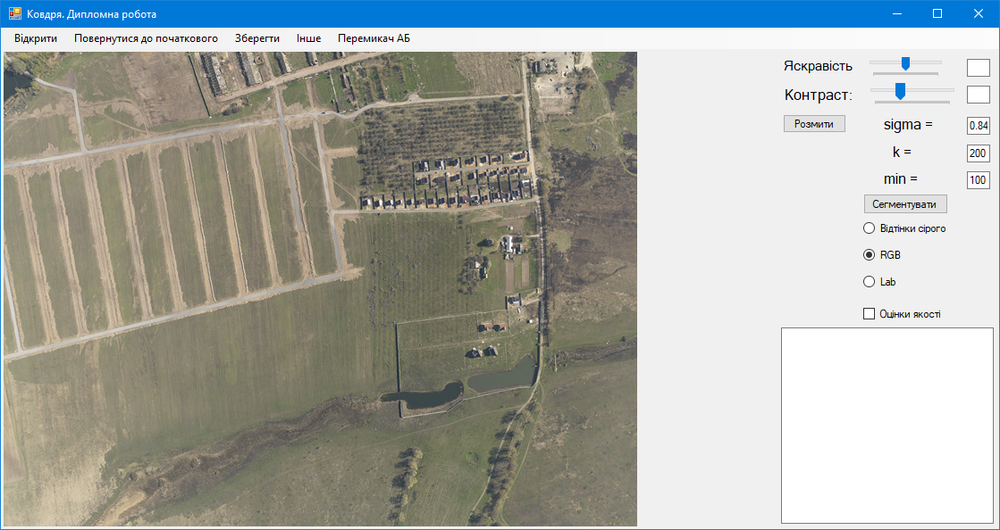 Ковдря. Дипломна робота
Відкрити Повернутися до початкового Зберегти Інше Перемикач АБ
Яскравість
Контраст:
Розмити sigma = 0.84
k = 200
min = 100
Сегментувати
Відтінки сірого
RGB
Lab
Оцінки якості